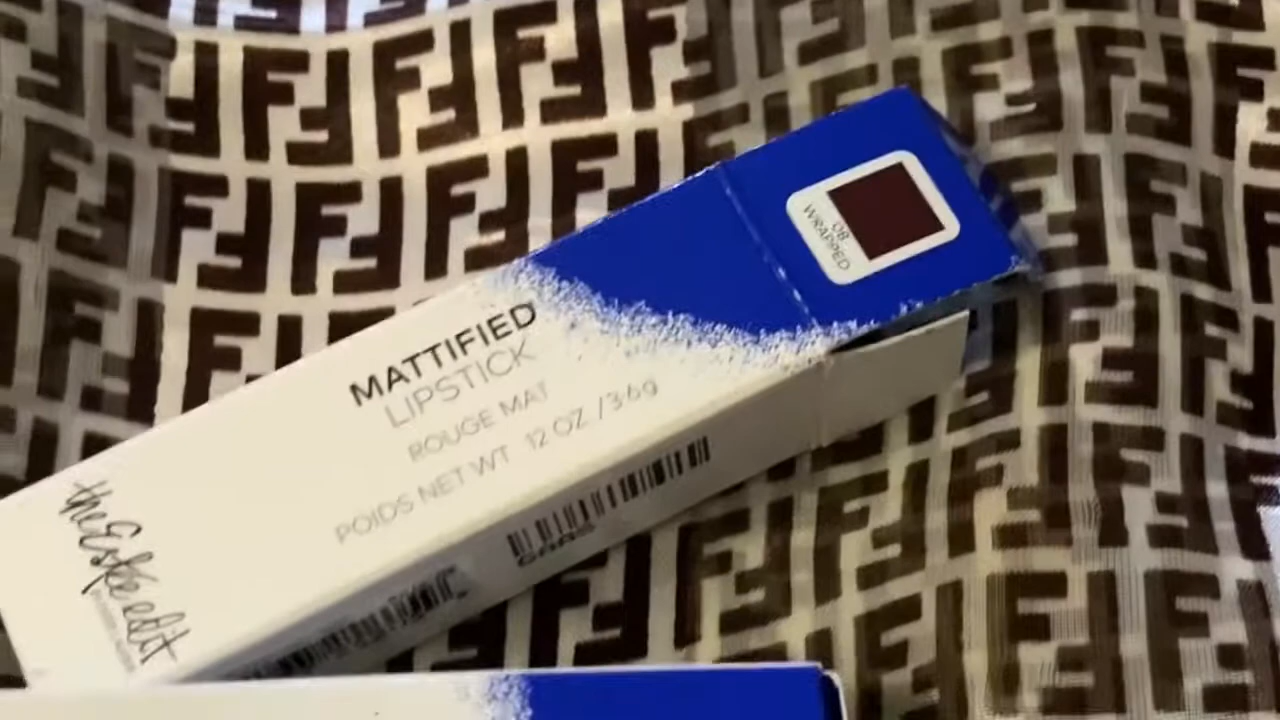 08
WRAPPED
MATTIFIED
LIPSTICK
ROUGE MAT
POIDS NET WT .12 OZ / 3.6g
the Estée edit